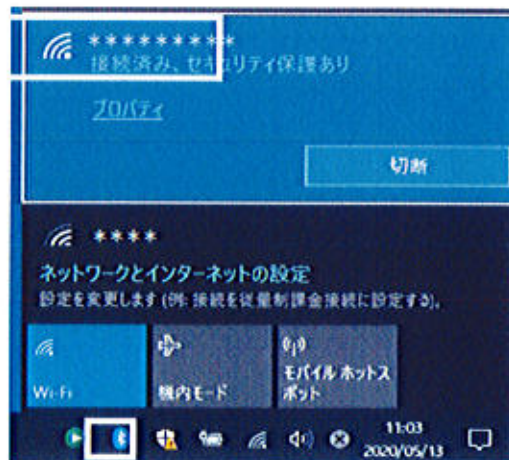 *********
接続済み、セキュリティ保護あり
プロパティ
切断
****
ネットワークとインターネットの設定
設定を変更します (例: 接続を従量制課金接続に設定する)。
Wi-Fi
機内モード
モバイル ホットス
ポット
11:03
2020/05/13